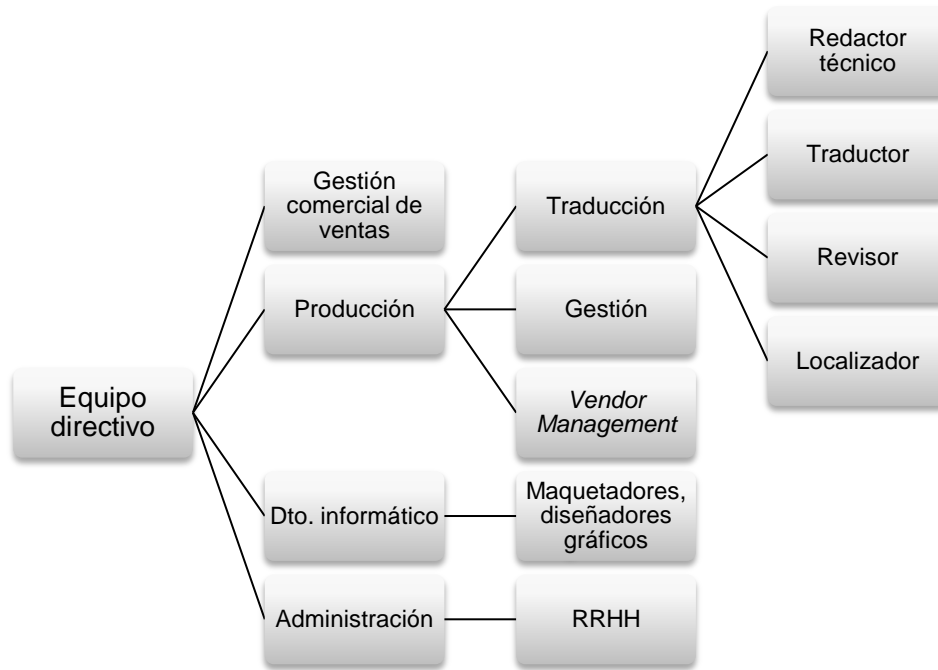 Redactor
técnico
Traductor
Revisor
Localizador
Gestión
comercial de
ventas
Traducción
Producción
Gestión
Vendor
Management
Equipo
directivo
Dto. informático
Maquetadores,
diseñadores
gráficos
Administración
RRHH